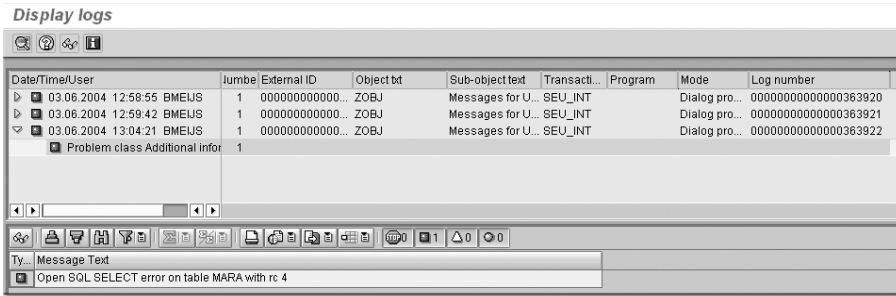 Display logs
Date/Time/User Numbe External ID Object txt Sub-object text Transacti... Program Mode Log number
03.06.2004 12:58:55 BMEIJS 1 000000000000... ZOBJ Messages for U... SEU_INT Dialog pro... 00000000000000363920
03.06.2004 12:59:42 BMEIJS 1 000000000000... ZOBJ Messages for U... SEU_INT Dialog pro... 00000000000000363921
03.06.2004 13:04:21 BMEIJS 1 000000000000... ZOBJ Messages for U... SEU_INT Dialog pro... 00000000000000363922
Problem class Additional infor 1
STOP 0 1 0 0
Ty... Message Text
Open SQL SELECT error on table MARA with rc 4